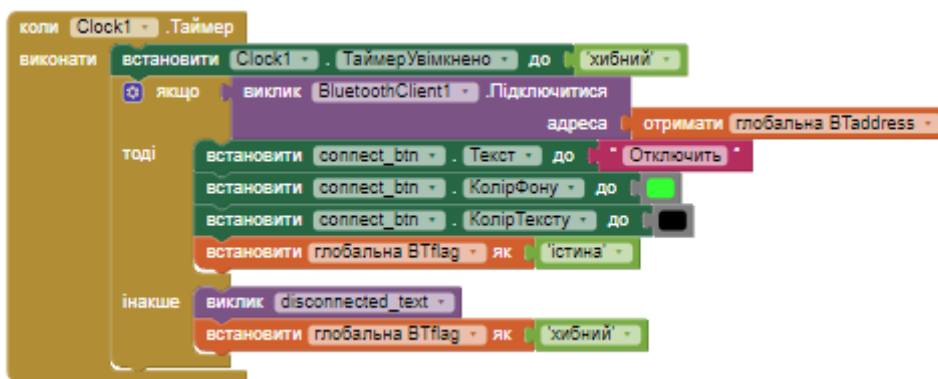 коли Clock1 .Таймер
виконати встановити Clock1 . ТаймерУвімкнено до 'хибний'
якщо виклик BluetoothClient1 .Підключитися
адреса отримати глобальна BTaddress
тоді встановити connect_btn . Текст до " Отключить "
встановити connect_btn . КолірФону до
встановити connect_btn . КолірТексту до
встановити глобальна BTflag як 'істина'
інакше виклик disconnected_text
встановити глобальна BTflag як 'хибний'